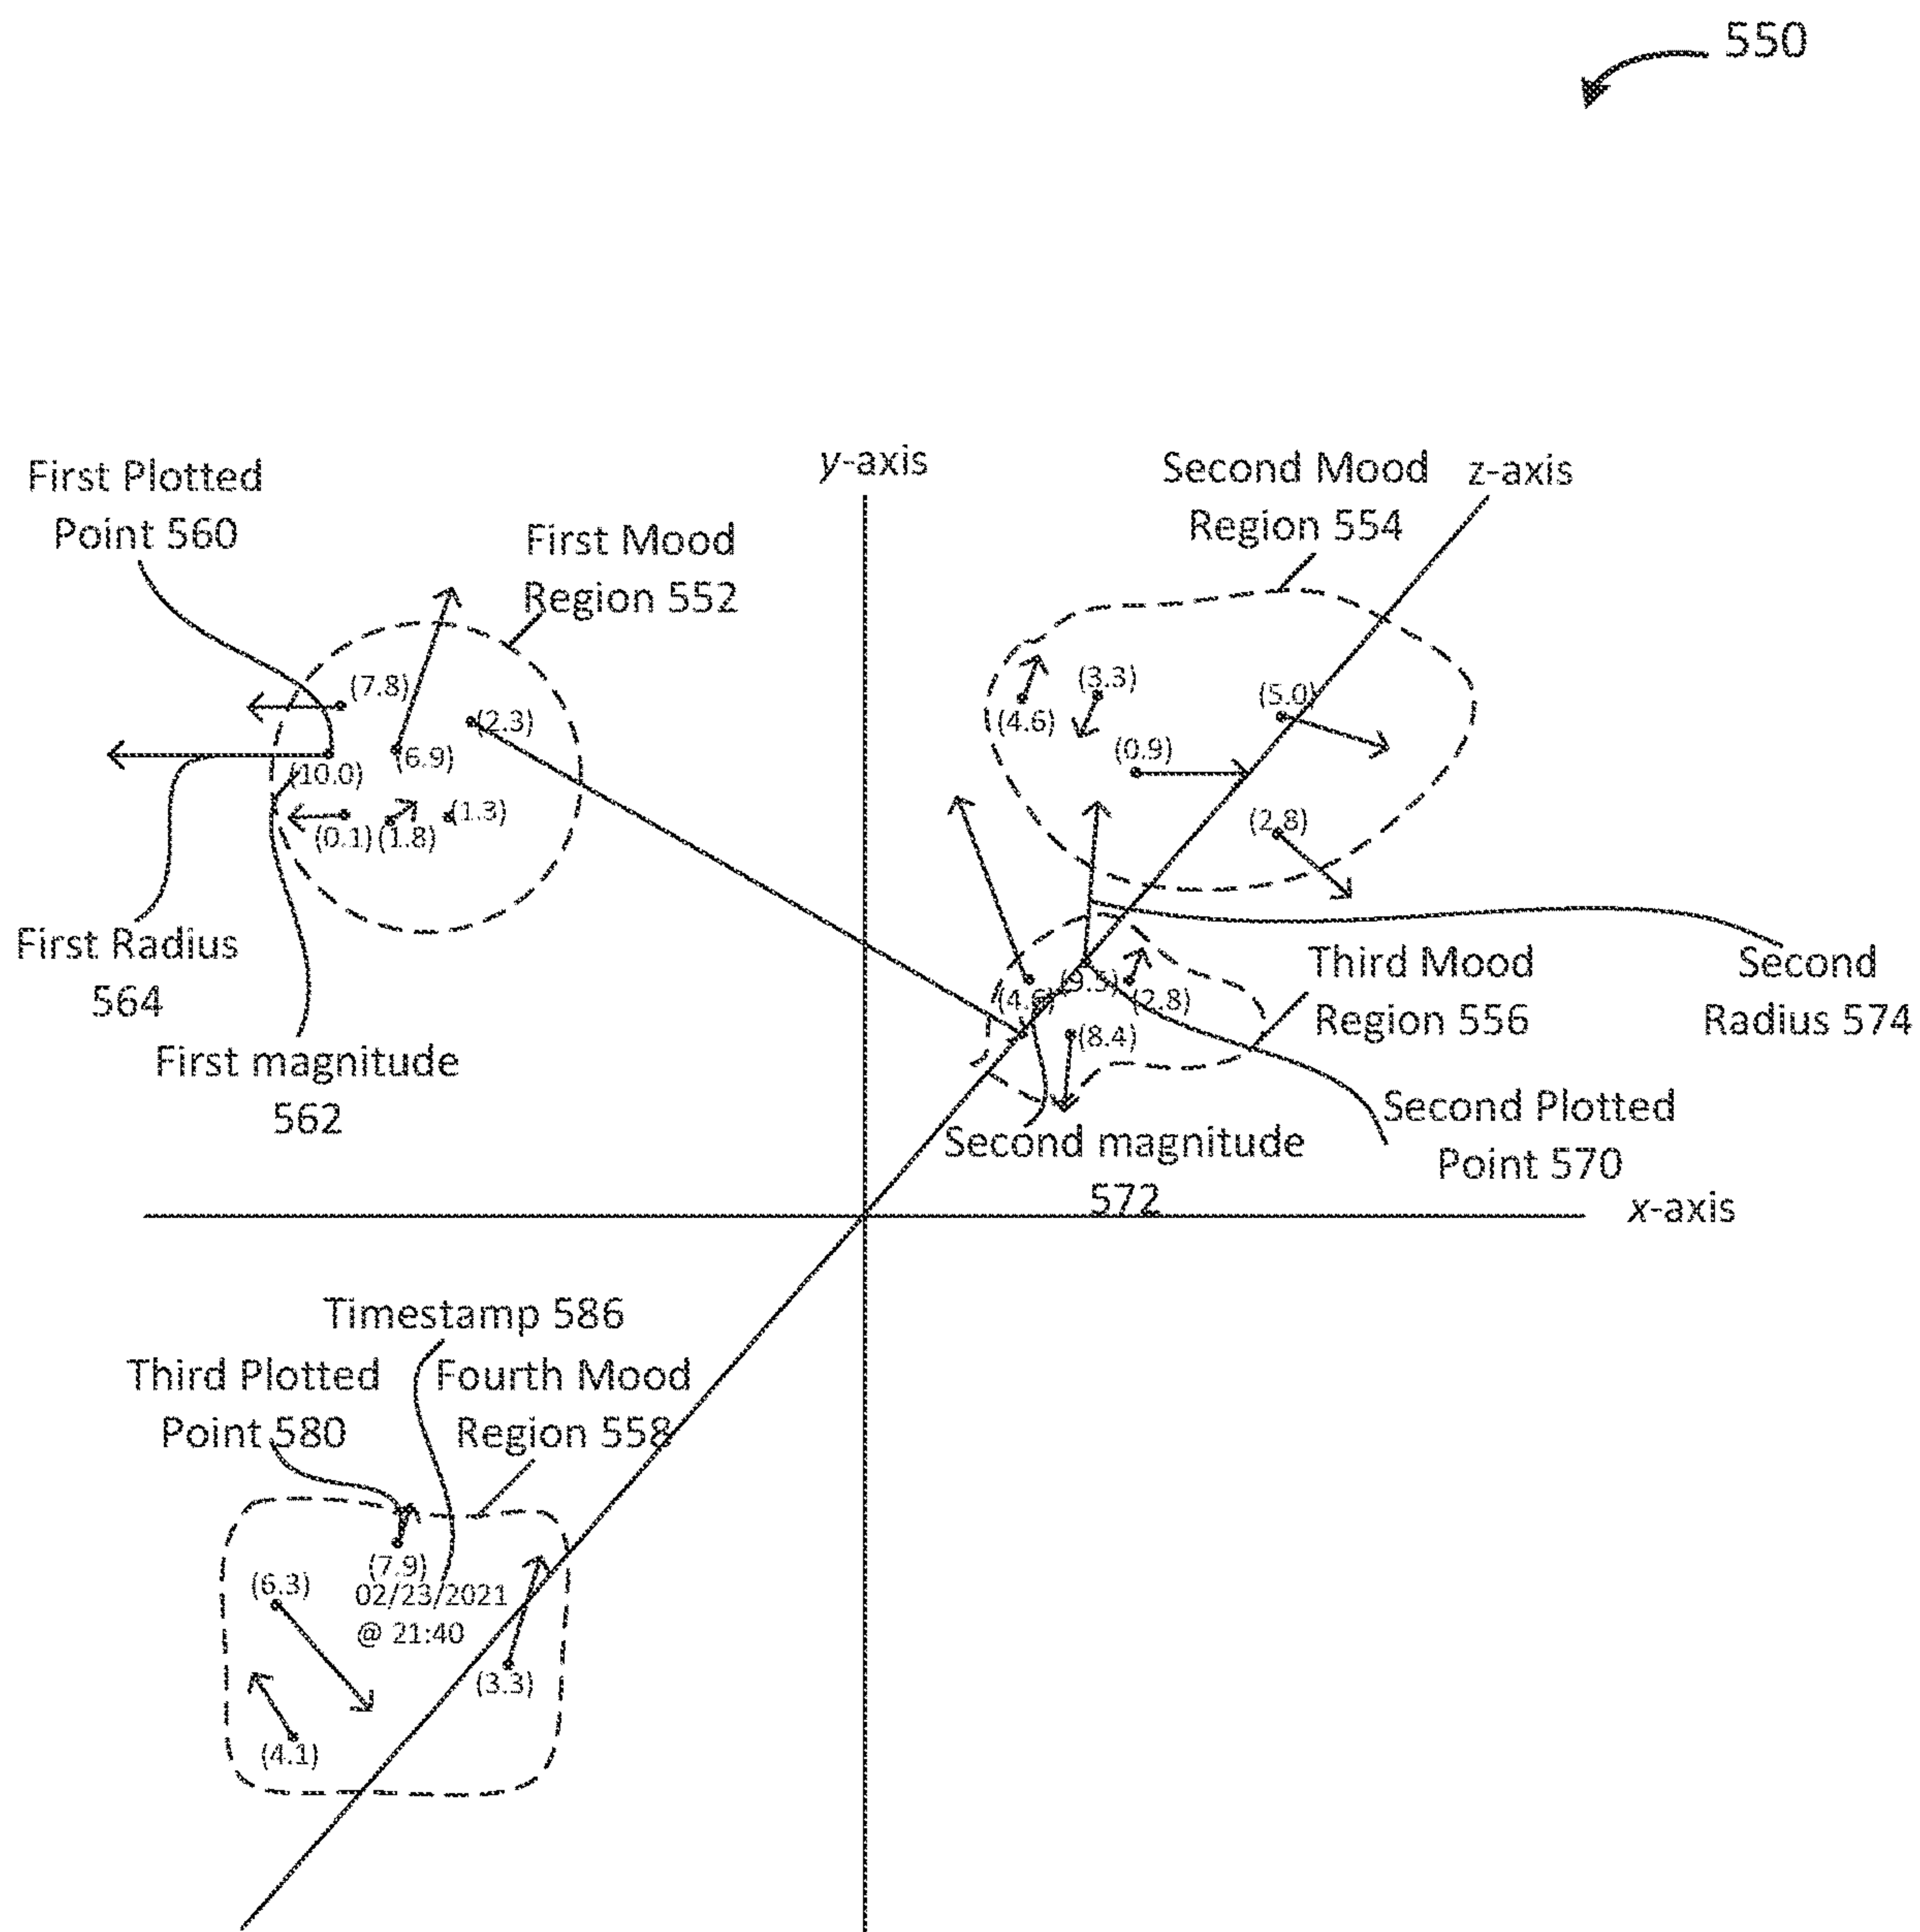 550
y-axis
z-axis
x-axis
First Plotted
Point 560
First Mood
Region 552
Second Mood
Region 554
(7.8)
(2.3)
(6.9)
(10.0)
(0.1)
(1.8)
(1.3)
First Radius
564
First magnitude
562
(4.6)
(3.3)
(5.0)
(0.9)
(2.8)
(4.6)
(2.8)
(8.4)
Third Mood
Region 556
Second
Radius 574
Second magnitude
572
Second Plotted
Point 570
Timestamp 586
Third Plotted
Point 580
Fourth Mood
Region 558
(7.9)
02/23/2021
@ 21:40
(6.3)
(3.3)
(4.1)